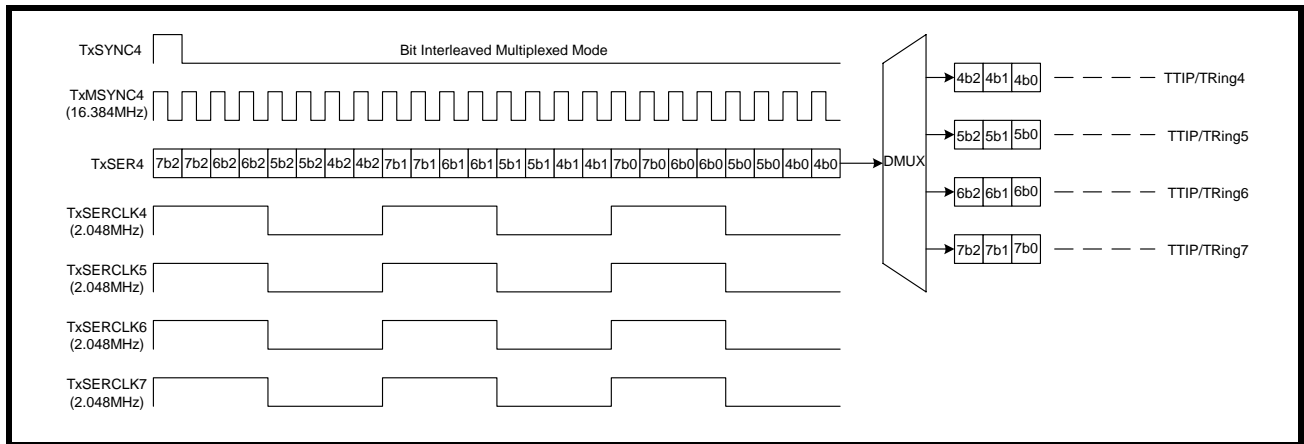 TxSYNC4
Bit Interleaved Multiplexed Mode
TxMSYNC4
(16.384MHz)
TxSER4
7b2 7b2 6b2 6b2 5b2 5b2 4b2 4b2 7b1 7b1 6b1 6b1 5b1 5b1 4b1 4b1 7b0 7b0 6b0 6b0 5b0 5b0 4b0 4b0
TxSERCLK4
(2.048MHz)
TxSERCLK5
(2.048MHz)
TxSERCLK6
(2.048MHz)
TxSERCLK7
(2.048MHz)
DMUX
4b2 4b1 4b0
TTIP/TRing4
5b2 5b1 5b0
TTIP/TRing5
6b2 6b1 6b0
TTIP/TRing6
7b2 7b1 7b0
TTIP/TRing7